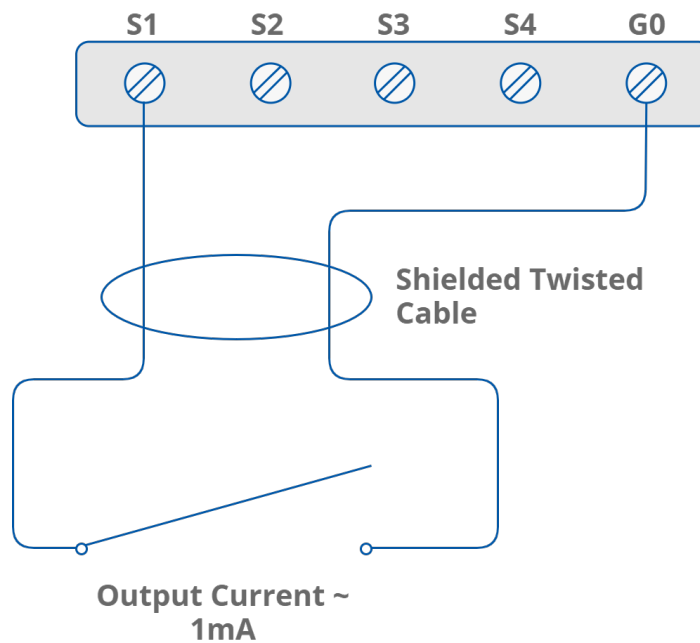 S1 S2 S3 S4 G0
Shielded Twisted
Cable
Output Current ~
1mA